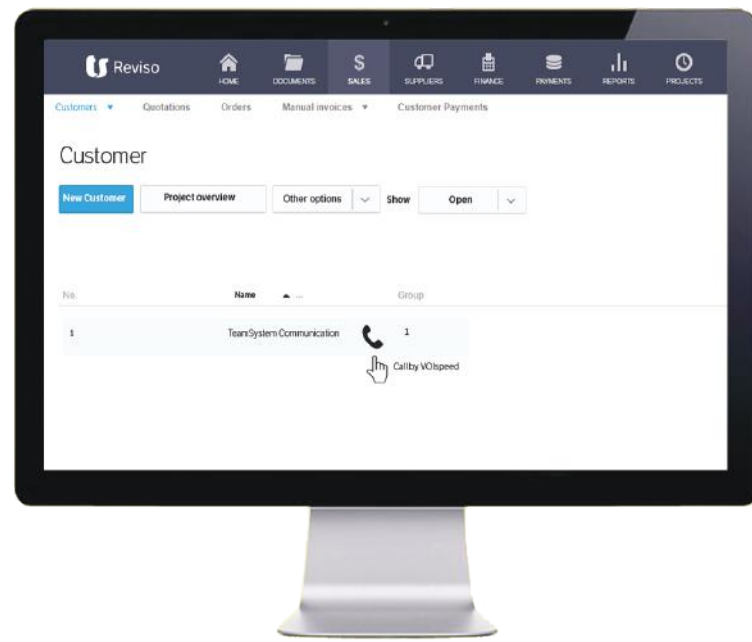 Reviso
HOME DOCUMENTS SALES SUPPLIERS FINANCE PAYMENTS REPORTS PROJECTS
Customers Quotations Orders Manual invoices Customer Payments
Customer
New Customer Project overview Other options Show Open
No. Name ... Group
1 TeamSystem Communication 1
Call by VOIspeed